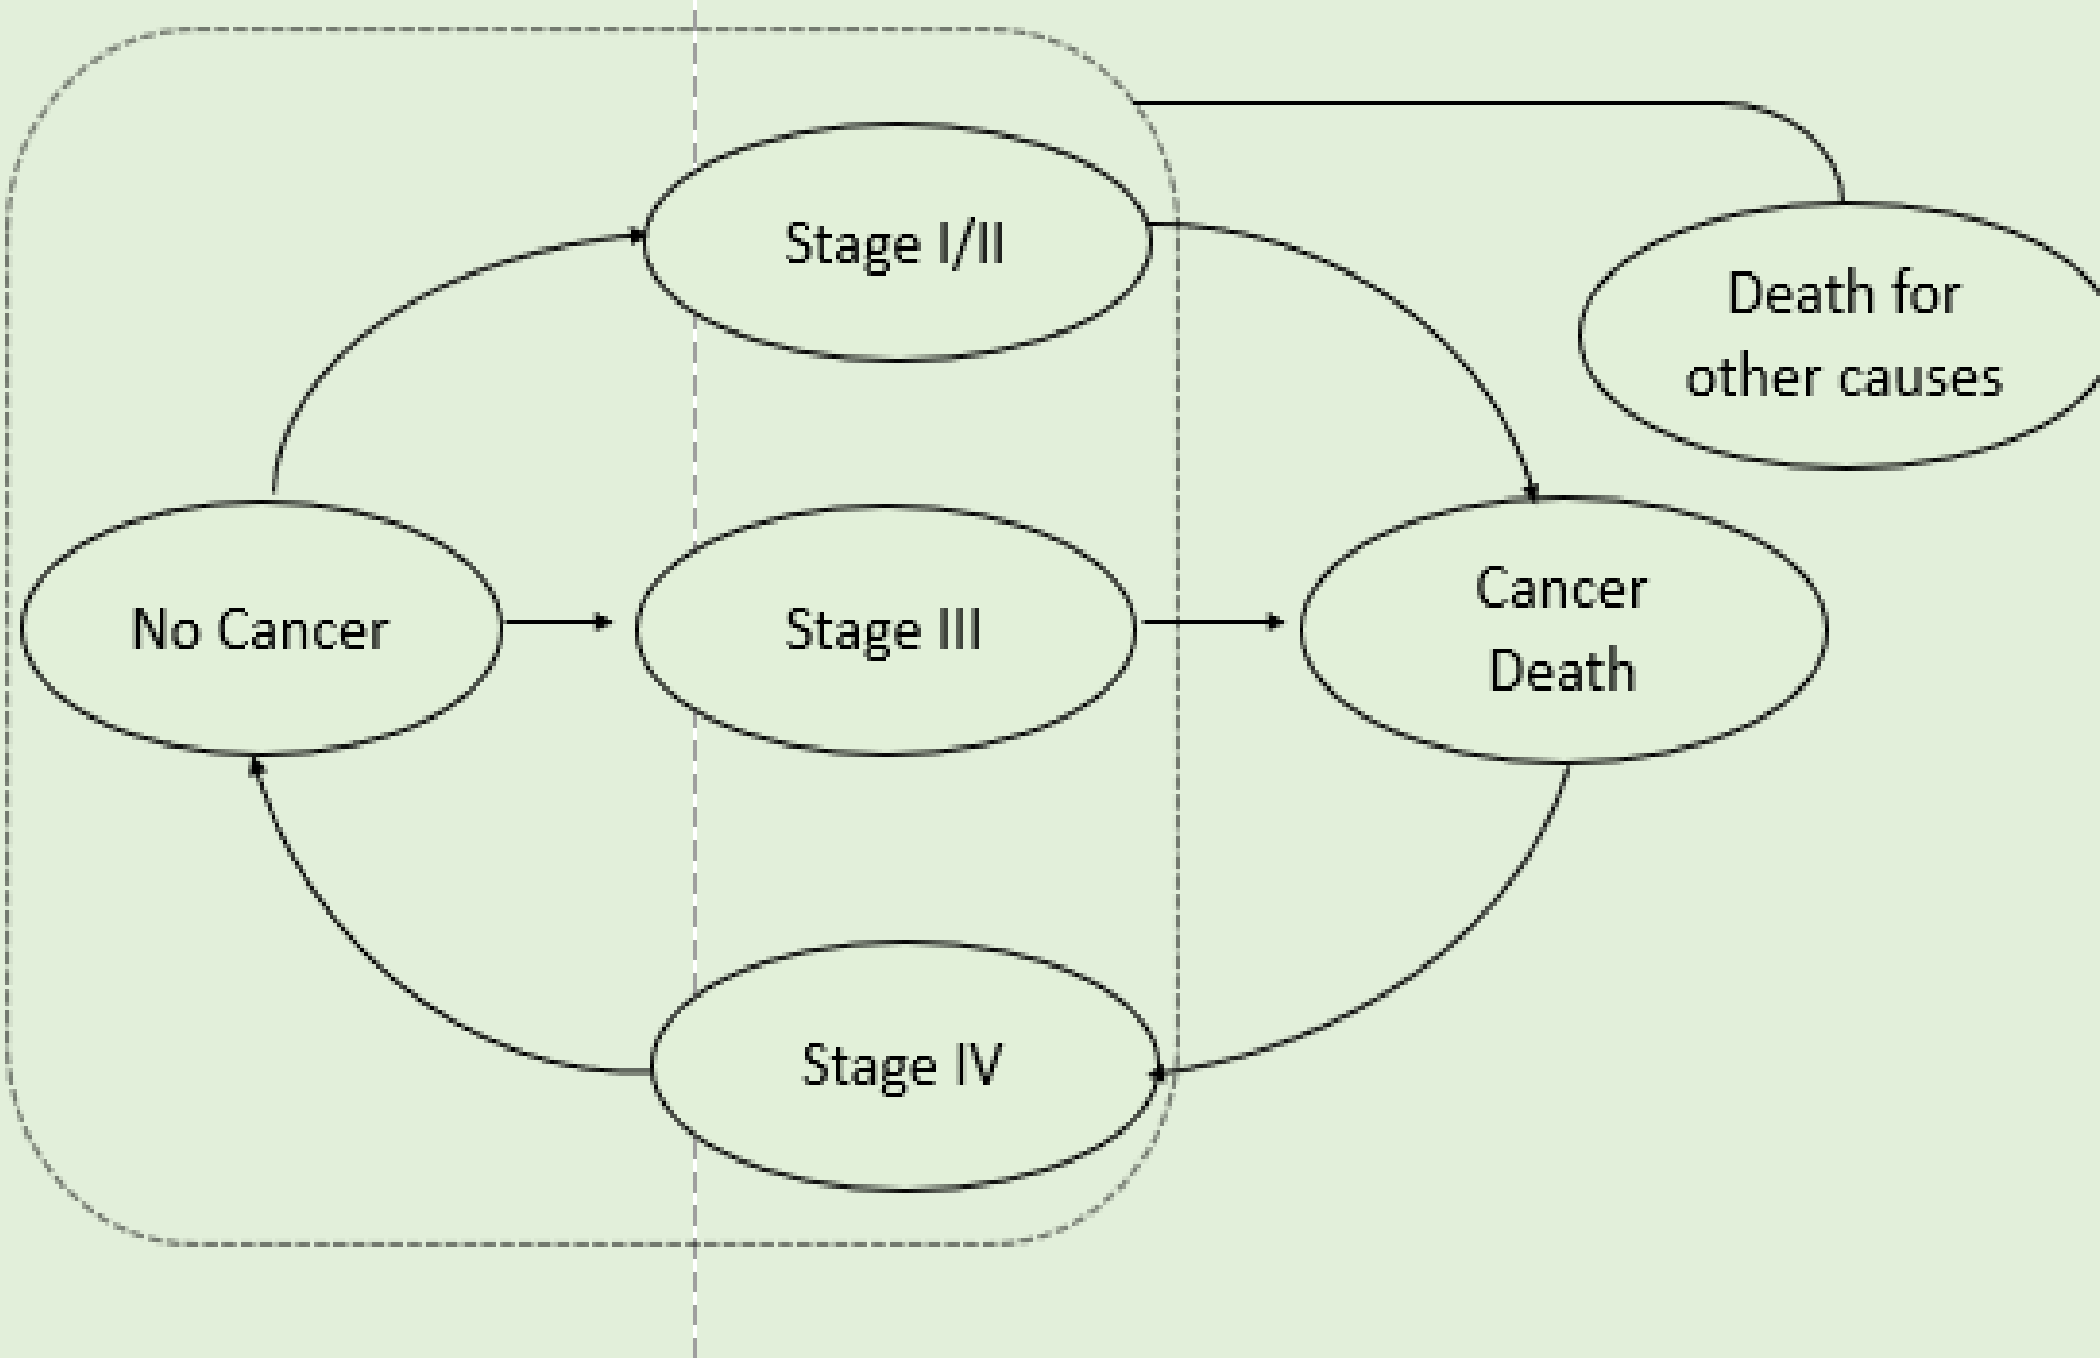 Stage I/II
Death for
other causes
No Cancer
Stage III
Cancer
Death
Stage IV